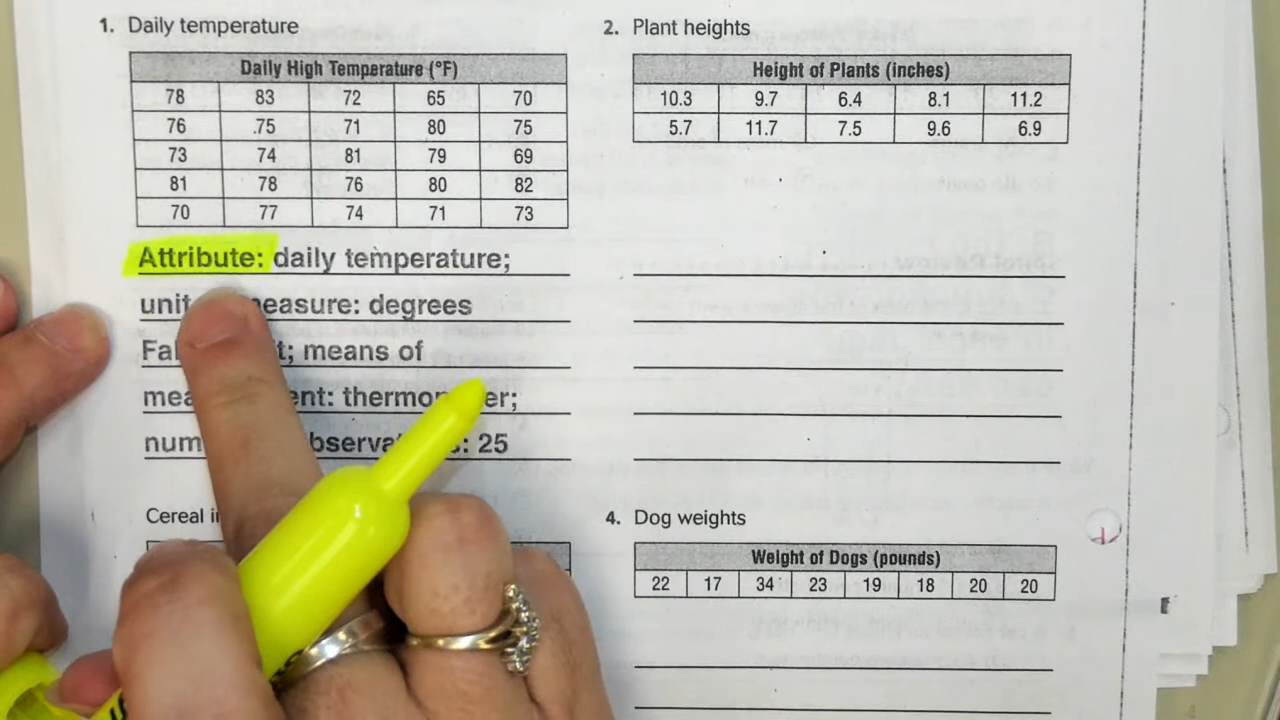 1. Daily temperature
Daily High Temperature (°F)
78 83 72 65 70
76 .75 71 80 75
73 74 81 79 69
81 78 76 80 82
70 77 74 71 73
Attribute: daily temperature;
unit easure: degrees
Fal t; means of
mea ent: thermo er;
num bserva : 25
Cereal i
2. Plant heights
Height of Plants (inches)
10.3 9.7 6.4 8.1 11.2
5.7 11.7 7.5 9.6 6.9
4. Dog weights
Weight of Dogs (pounds)
22 17 34 23 19 18 20 20